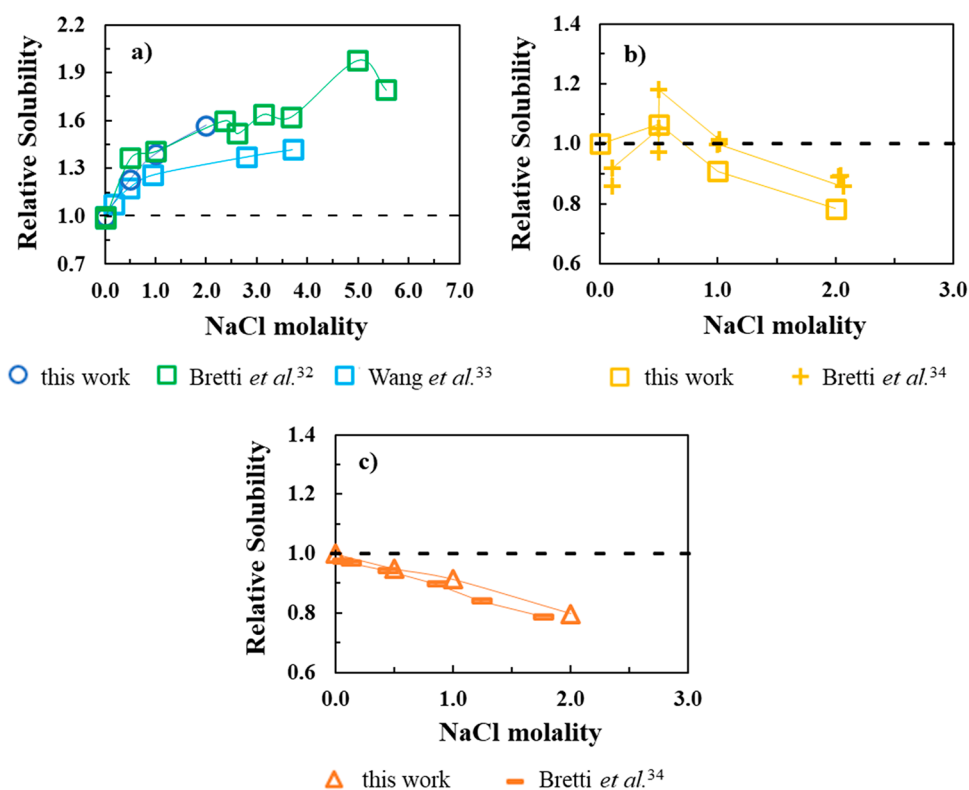 a)
Relative Solubility
2.2
1.9
1.6
1.3
1.0
0.7
0.0 1.0 2.0 3.0 4.0 5.0 6.0 7.0
NaCl molality
b)
Relative Solubility
1.4
1.2
1.0
0.8
0.6
0.0 1.0 2.0 3.0
NaCl molality
this work Bretti et al.32 Wang et al.33
this work Bretti et al.34
c)
Relative Solubility
1.4
1.2
1.0
0.8
0.6
0.0 1.0 2.0 3.0
NaCl molality
this work Bretti et al.34